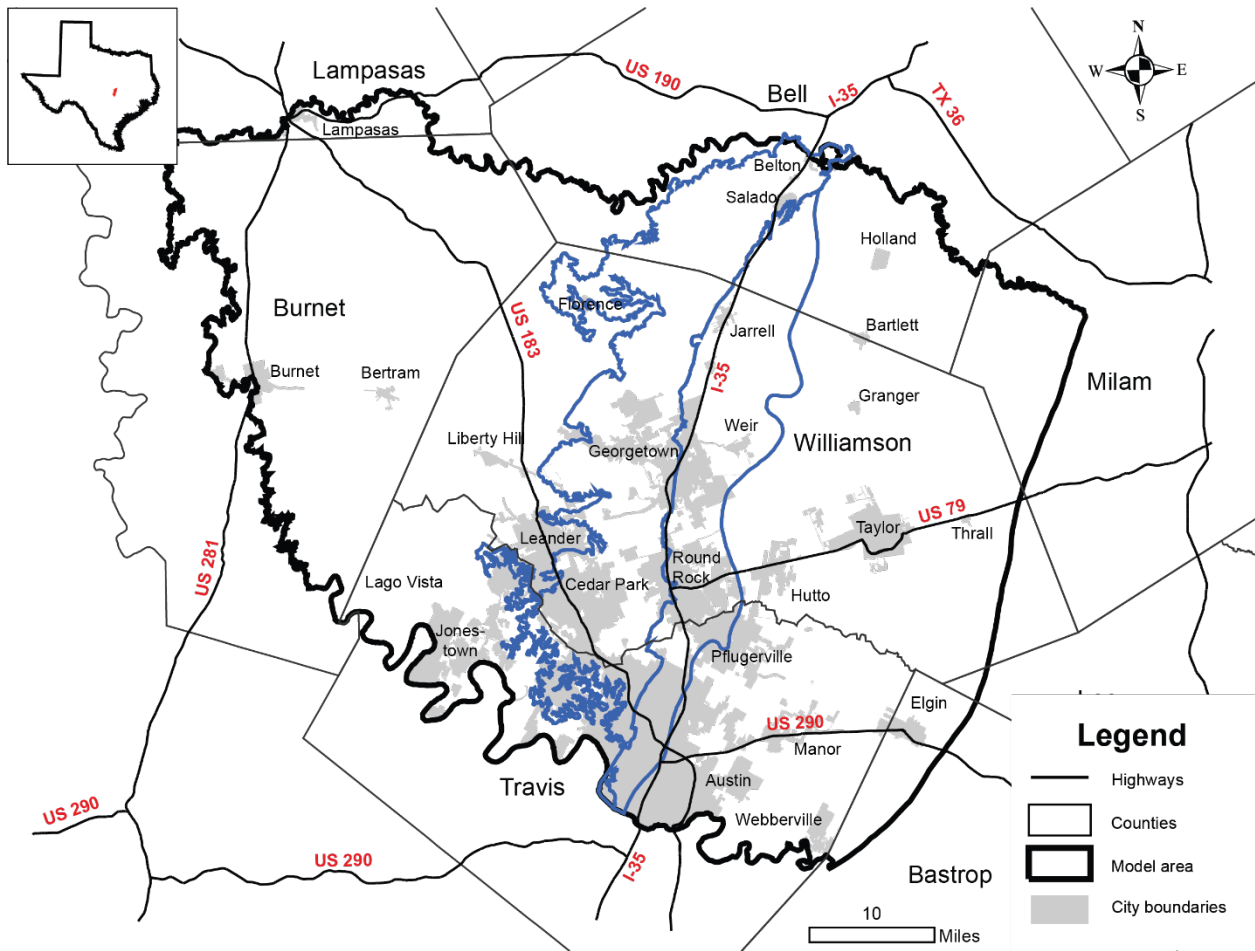 N
W
E
S
Lampasas
US 190
Bell
I-35
TX 36
Lampasas
Belton
Salado
Holland
Burnet
US 183
Florence
Jarrell
Bartlett
I-35
Milam
Burnet
Bertram
Granger
Liberty Hill
Georgetown
Weir
Williamson
US 79
Taylor
Thrall
Leander
Round
Rock
US 281
Lago Vista
Cedar Park
Hutto
Jones-
town
Pflugerville
Elgin
US 290
Manor
Travis
Austin
US 290
Webberville
US 290
I-35
Bastrop
10
Miles
Legend
Highways
Counties
Model area
City boundaries